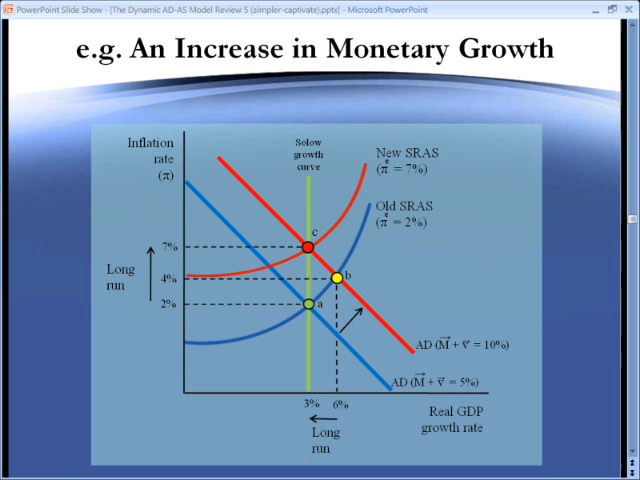 PowerPoint Slide Show - [The Dynamic AD-AS Model Review 5 (simpler-captivate).pptx] - Microsoft PowerPoint
e.g. An Increase in Monetary Growth
Inflation
rate
(π)
Solow
growth
curve
New SRAS
(πᵉ = 7%)
Old SRAS
(πᵉ = 2%)
c
7%
Long
run
4%
b
2%
a
AD (M⃗ + v⃗ = 10%)
AD (M⃗ + v⃗ = 5%)
3%
6%
Real GDP
growth rate
Long
run